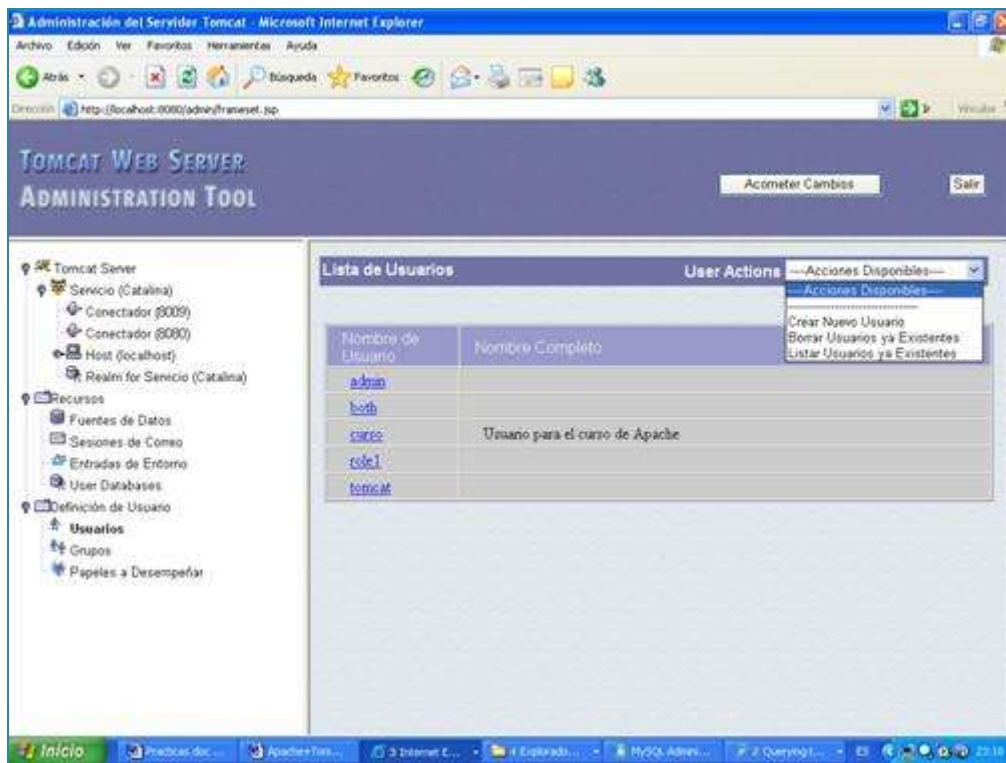 Administración del Servidor Tomcat - Microsoft Internet Explorer
Archivo Edición Ver Favoritos Herramientas Ayuda
Atrás Búsqueda Favoritos
Dirección http://localhost:8080/admin/frameset.jsp Vínculos
TOMCAT WEB SERVER
ADMINISTRATION TOOL
Acometer Cambios Salir
Tomcat Server
Servicio (Catalina)
Conectador (8009)
Conectador (8080)
Host (localhost)
Realm for Servicio (Catalina)
Recursos
Fuentes de Datos
Sesiones de Correo
Entradas de Entorno
User Databases
Definición de Usuario
Usuarios
Grupos
Papeles a Desempeñar
Lista de Usuarios User Actions ----Acciones Disponibles----
----Acciones Disponibles----
---------------------------------
Crear Nuevo Usuario
Borrar Usuarios ya Existentes
Listar Usuarios ya Existentes
Nombre de Usuario Nombre Completo
admin
both
curso Usuario para el curso de Apache
role1
tomcat
Inicio Practicas doc ... Apache+Tom... 3 Internet E... 4 Explorado... MySQL Admini... 2 Querying t... ES 23:18